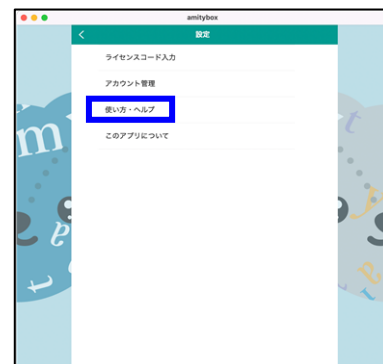 amitybox
設定
ライセンスコード入力
アカウント管理
使い方・ヘルプ
このアプリについて
m
t
a
t